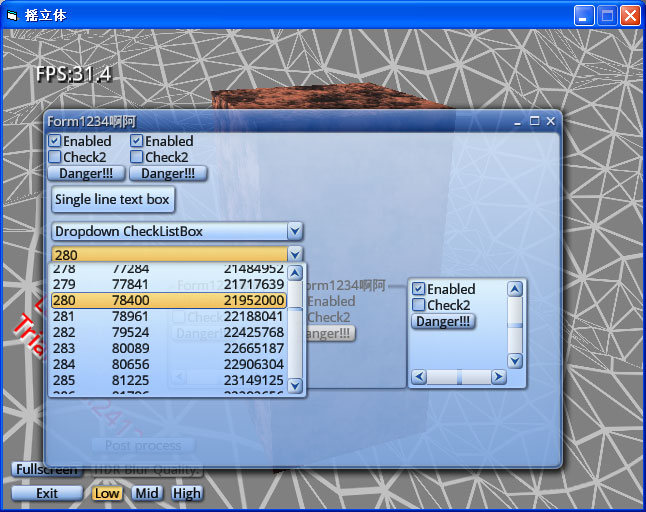 摇立体
FPS:31.4
Form1234啊阿
Enabled Enabled
Check2 Check2
Danger!!! Danger!!!
Single line text box
Dropdown CheckListBox
280
278 77284 21484952
279 77841 21717639
280 78400 21952000
281 78961 22188041
282 79524 22425768
283 80089 22665187
284 80656 22906304
285 81225 23149125
Form1234啊阿
Enabled
Check2
Danger!!!
Enabled
Check2
Danger!!!
Post process
Fullscreen HDR Blur Quality:
Exit Low Mid High